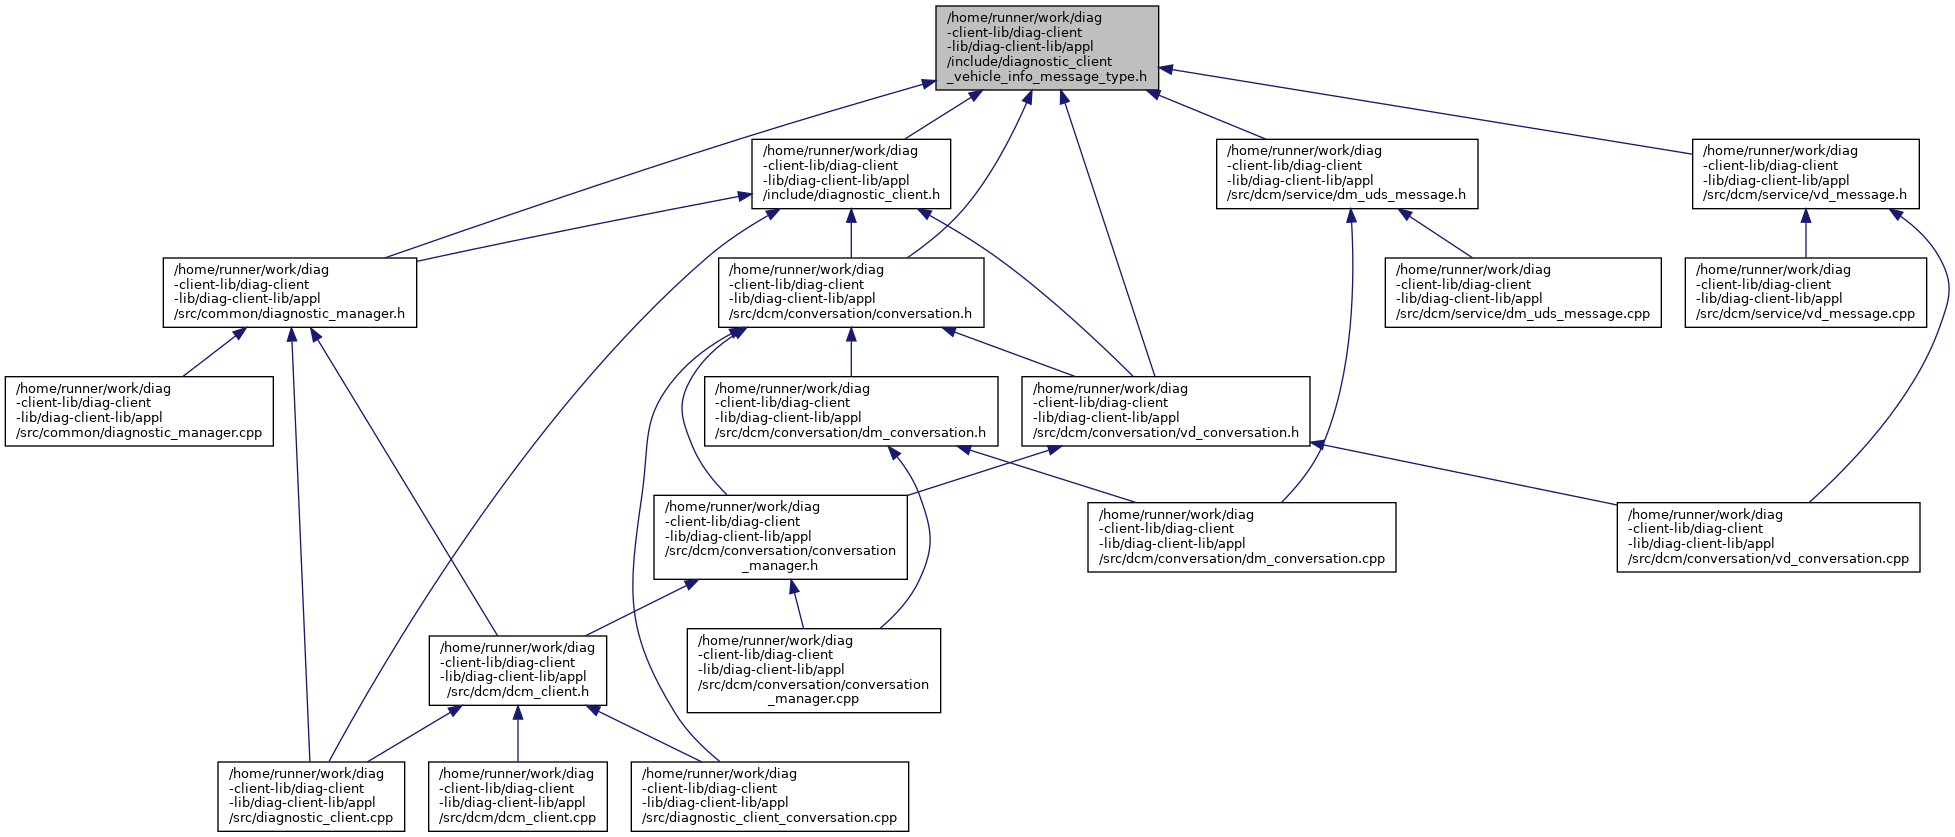 /home/runner/work/diag
-client-lib/diag-client
-lib/diag-client-lib/appl
/include/diagnostic_client
_vehicle_info_message_type.h
/home/runner/work/diag
-client-lib/diag-client
-lib/diag-client-lib/appl
/include/diagnostic_client.h
/home/runner/work/diag
-client-lib/diag-client
-lib/diag-client-lib/appl
/src/dcm/service/dm_uds_message.h
/home/runner/work/diag
-client-lib/diag-client
-lib/diag-client-lib/appl
/src/dcm/service/vd_message.h
/home/runner/work/diag
-client-lib/diag-client
-lib/diag-client-lib/appl
/src/common/diagnostic_manager.h
/home/runner/work/diag
-client-lib/diag-client
-lib/diag-client-lib/appl
/src/dcm/conversation/conversation.h
/home/runner/work/diag
-client-lib/diag-client
-lib/diag-client-lib/appl
/src/dcm/service/dm_uds_message.cpp
/home/runner/work/diag
-client-lib/diag-client
-lib/diag-client-lib/appl
/src/dcm/service/vd_message.cpp
/home/runner/work/diag
-client-lib/diag-client
-lib/diag-client-lib/appl
/src/common/diagnostic_manager.cpp
/home/runner/work/diag
-client-lib/diag-client
-lib/diag-client-lib/appl
/src/dcm/conversation/dm_conversation.h
/home/runner/work/diag
-client-lib/diag-client
-lib/diag-client-lib/appl
/src/dcm/conversation/vd_conversation.h
/home/runner/work/diag
-client-lib/diag-client
-lib/diag-client-lib/appl
/src/dcm/conversation/conversation
_manager.h
/home/runner/work/diag
-client-lib/diag-client
-lib/diag-client-lib/appl
/src/dcm/conversation/dm_conversation.cpp
/home/runner/work/diag
-client-lib/diag-client
-lib/diag-client-lib/appl
/src/dcm/conversation/vd_conversation.cpp
/home/runner/work/diag
-client-lib/diag-client
-lib/diag-client-lib/appl
/src/dcm/dcm_client.h
/home/runner/work/diag
-client-lib/diag-client
-lib/diag-client-lib/appl
/src/dcm/conversation/conversation
_manager.cpp
/home/runner/work/diag
-client-lib/diag-client
-lib/diag-client-lib/appl
/src/diagnostic_client.cpp
/home/runner/work/diag
-client-lib/diag-client
-lib/diag-client-lib/appl
/src/dcm/dcm_client.cpp
/home/runner/work/diag
-client-lib/diag-client
-lib/diag-client-lib/appl
/src/diagnostic_client_conversation.cpp